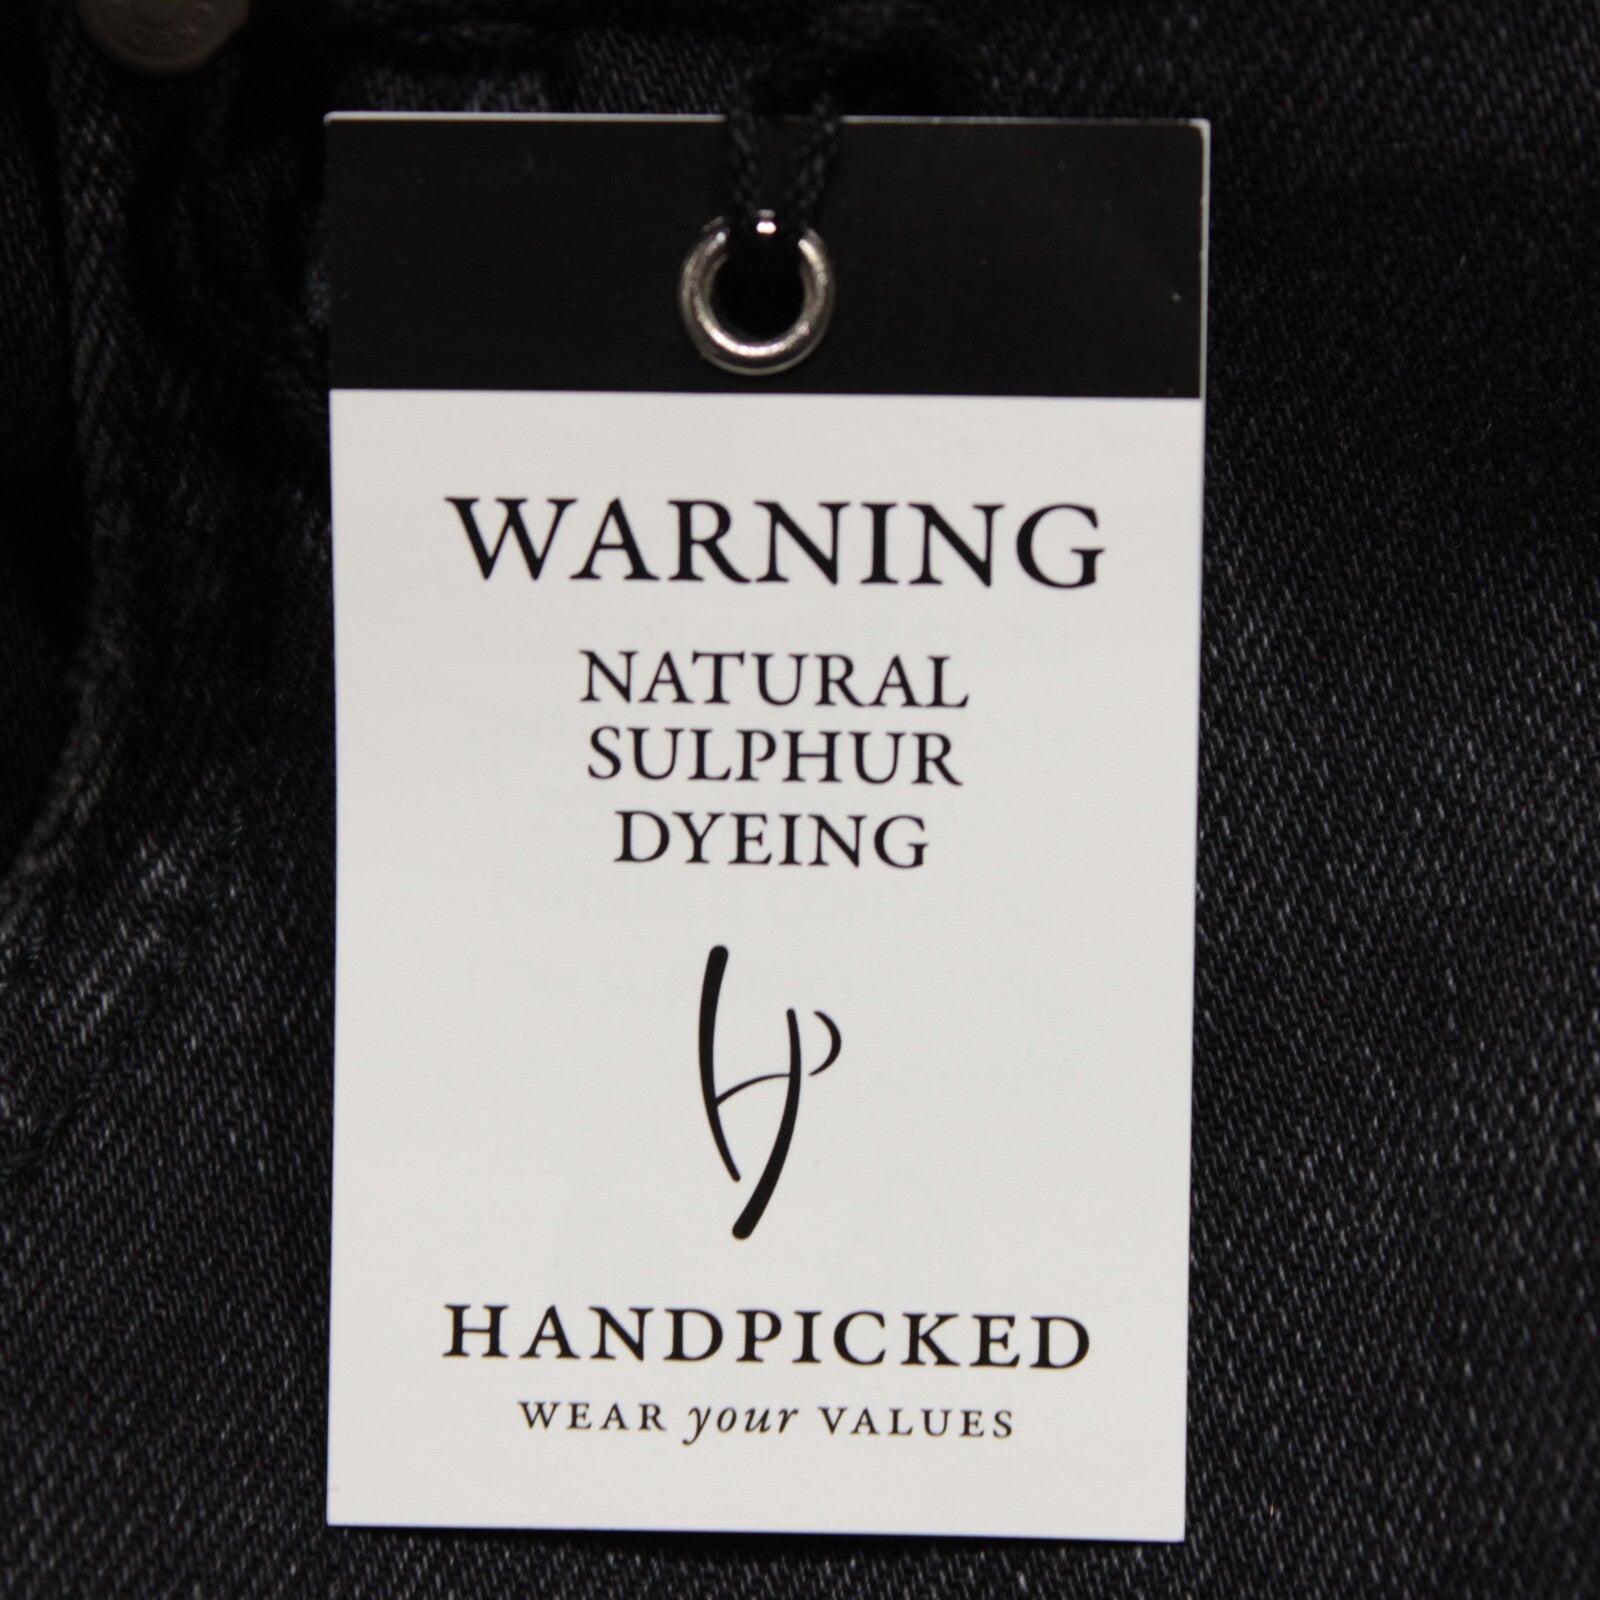 WARNING
NATURAL
SULPHUR
DYEING
HANDPICKED
WEAR your VALUES